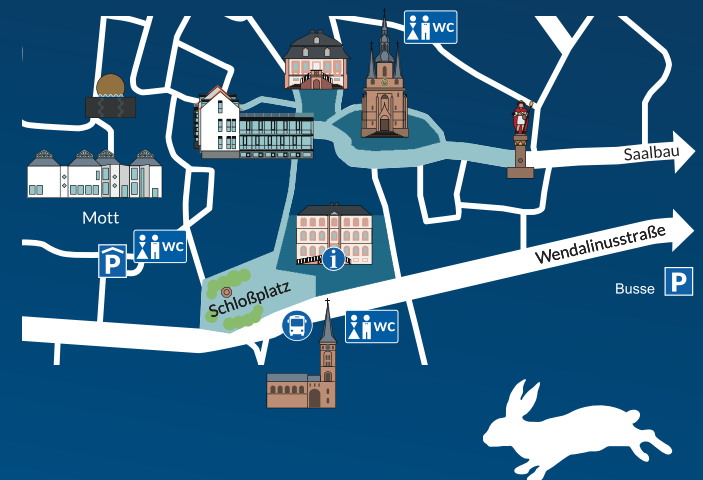 WC
Saalbau
Mott
WC
P
i
Wendalinusstraße
Schloßplatz
Busse P
WC